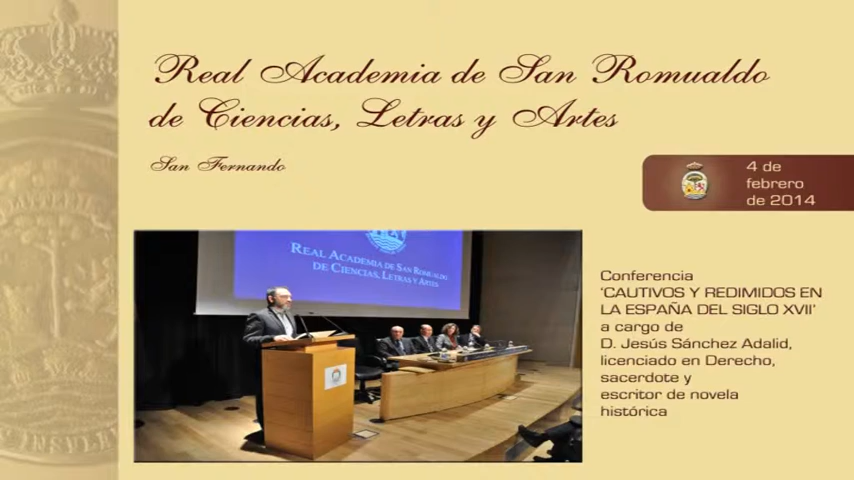 Real Academia de San Romualdo
de Ciencias, Letras y Artes
San Fernando
4 de
febrero
de 2014
REAL ACADEMIA DE SAN ROMUALDO
DE CIENCIAS, LETRAS Y ARTES
Conferencia
'CAUTIVOS Y REDIMIDOS EN
LA ESPAÑA DEL SIGLO XVII'
a cargo de
D. Jesús Sánchez Adalid,
licenciado en Derecho,
sacerdote y
escritor de novela
histórica